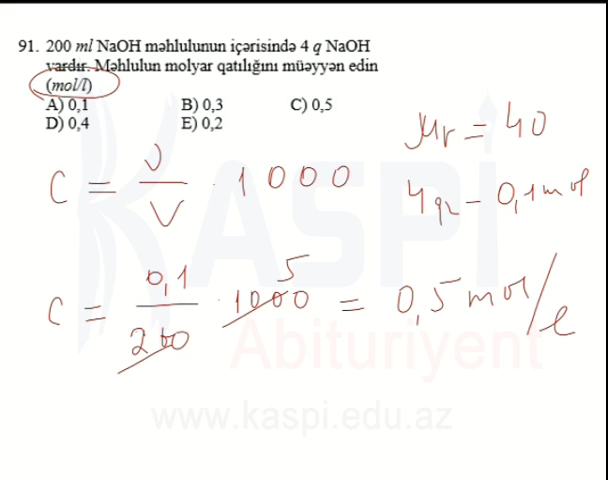 91. 200 ml NaOH məhlulunun içərisində 4 q NaOH
vardır. Məhlulun molyar qatılığını müəyyən edin
(mol/l)
A) 0,1 B) 0,3 C) 0,5
D) 0,4 E) 0,2
Mr = 40
C = ν/V · 1000
4 qr – 0,1 mol
C = 0,1/200 · 1000 5 = 0,5 mol/l
KASPİ
Abituriyent
www.kaspi.edu.az